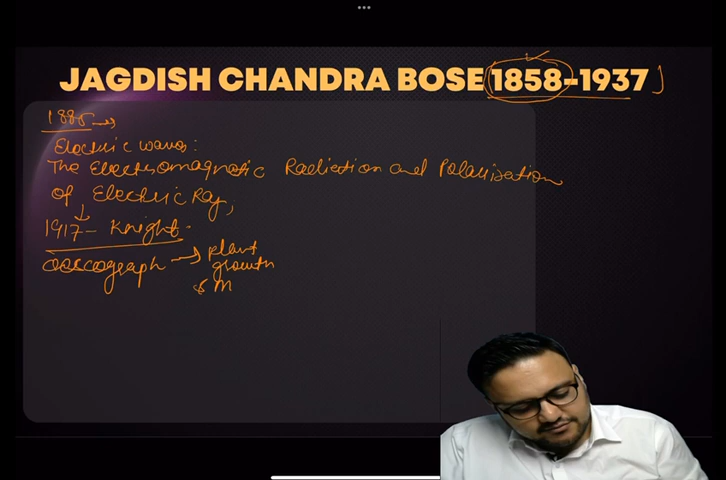 JAGDISH CHANDRA BOSE 1858-1937
1885 →
Electric waves:
The Electromagnetic Radiation and Polarisation
of Electric Ray,
1917 - Knight.
→ plant
growth
& M